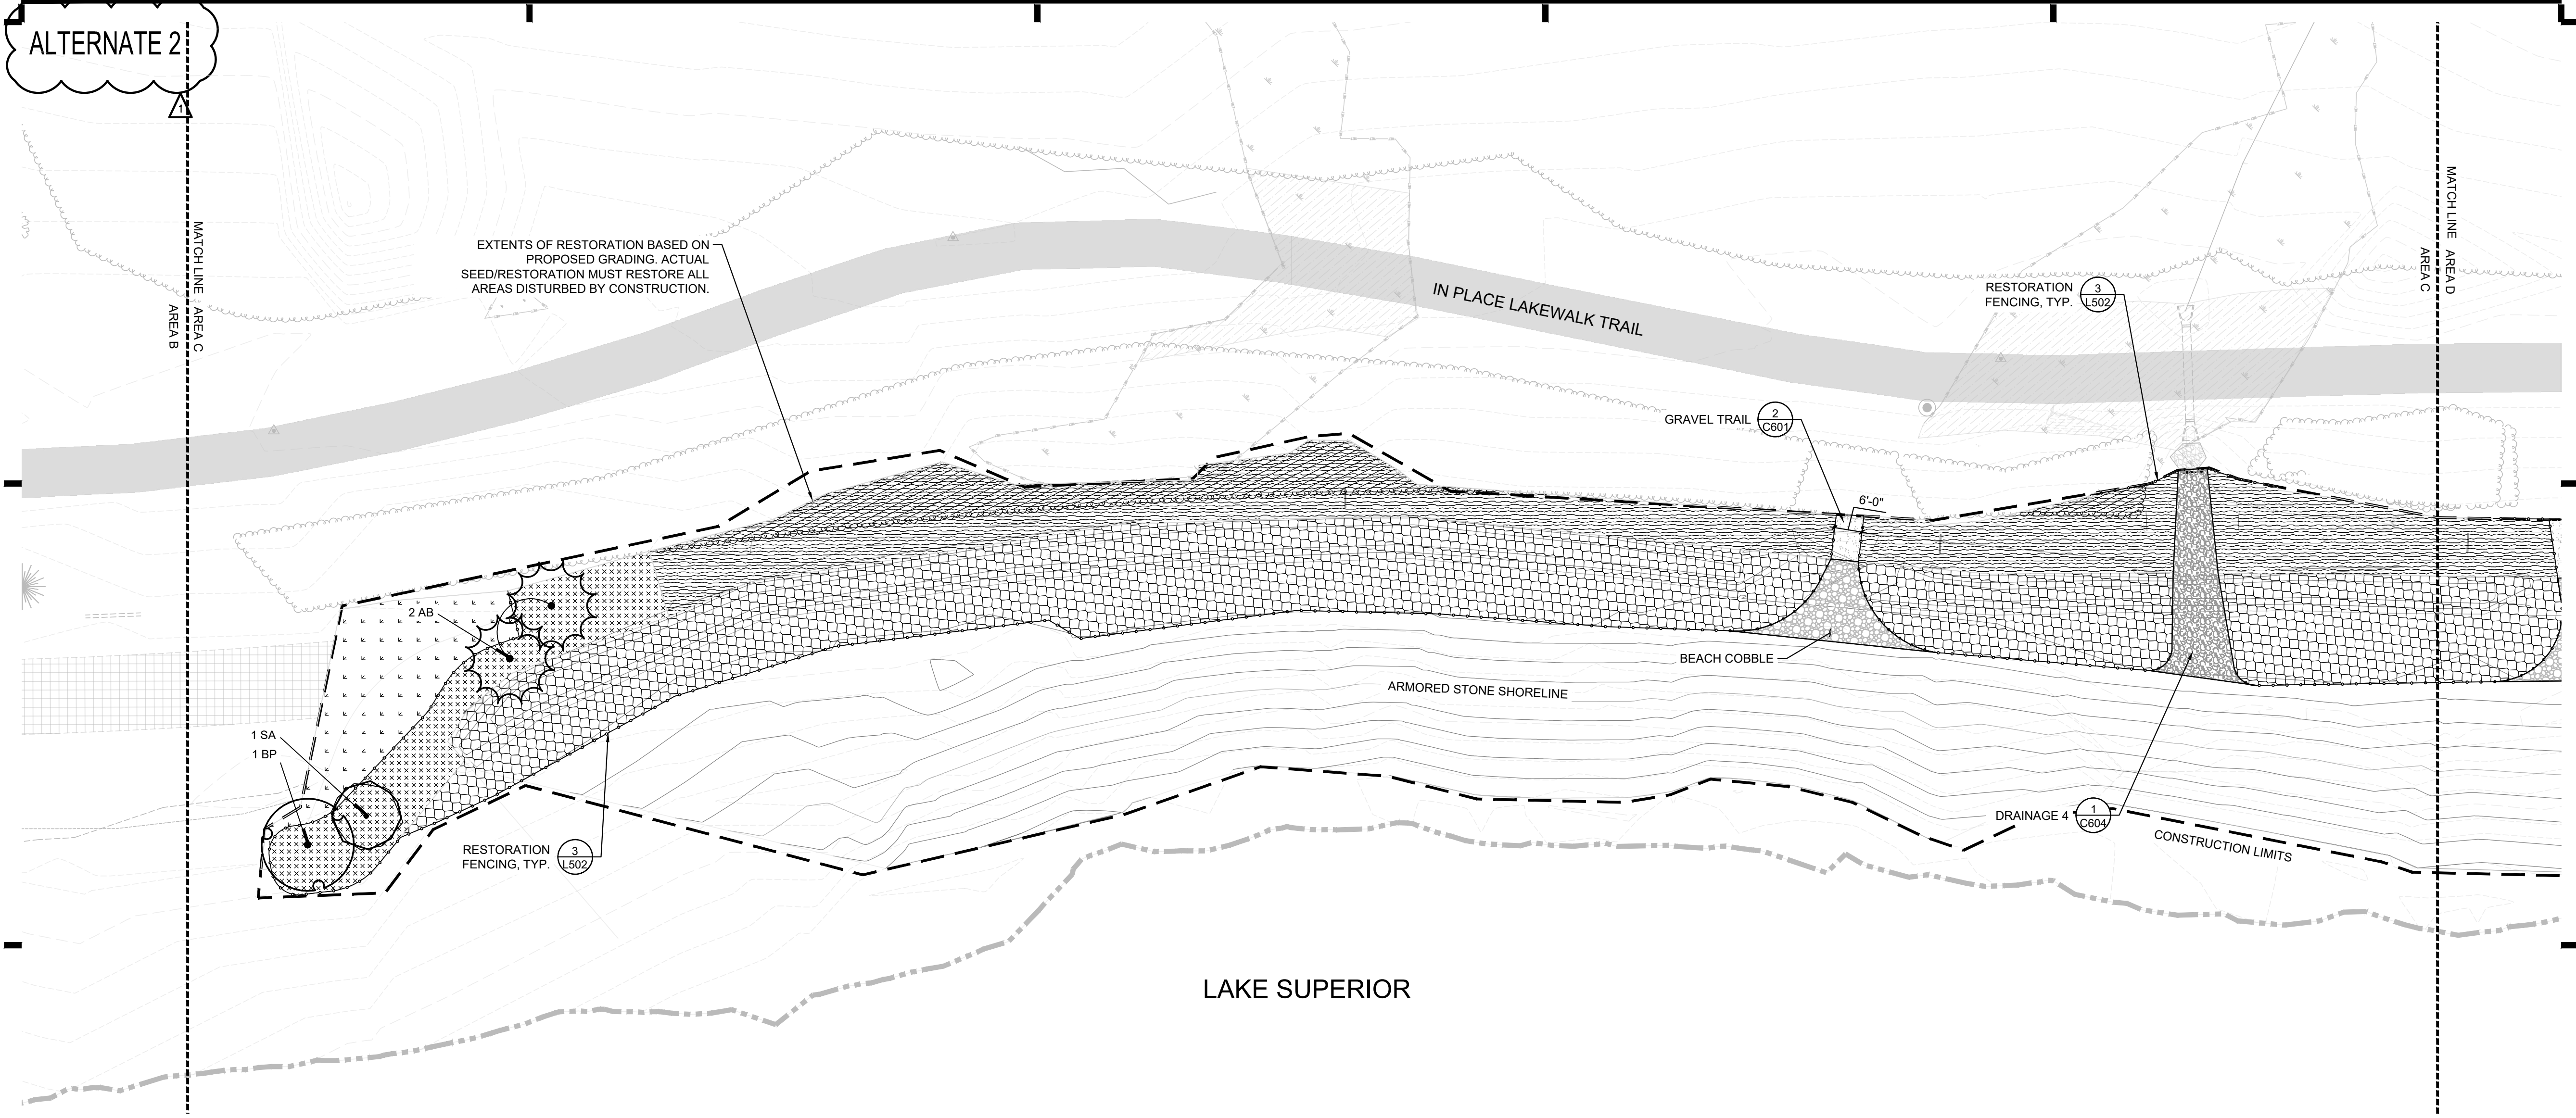 ALTERNATE 2
1
MATCH LINE AREA C
AREA B
EXTENTS OF RESTORATION BASED ON
PROPOSED GRADING. ACTUAL
SEED/RESTORATION MUST RESTORE ALL
AREAS DISTURBED BY CONSTRUCTION.
IN PLACE LAKEWALK TRAIL
RESTORATION
FENCING, TYP.
3
L502
MATCH LINE AREA D
AREA C
GRAVEL TRAIL
2
C601
6'-0"
2 AB
1 SA
1 BP
BEACH COBBLE
ARMORED STONE SHORELINE
RESTORATION
FENCING, TYP.
3
L502
DRAINAGE 4
1
C604
CONSTRUCTION LIMITS
LAKE SUPERIOR